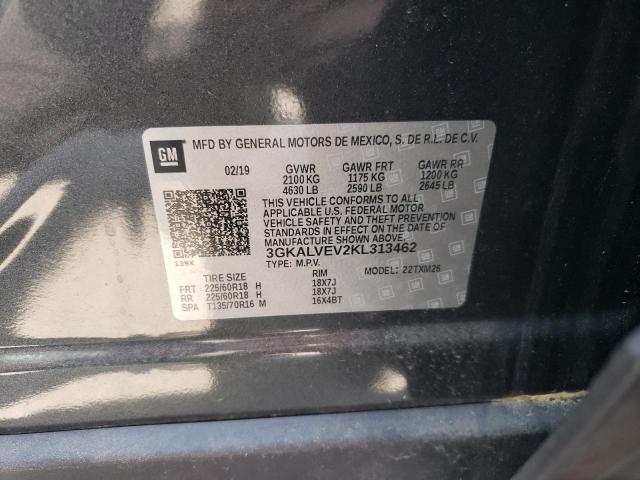 GM
MFD BY GENERAL MOTORS DE MEXICO, S. DE R.L. DE C.V.
02/19 GVWR GAWR FRT GAWR RR
2100 KG 1175 KG 1200 KG
4630 LB 2590 LB 2645 LB
THIS VEHICLE CONFORMS TO ALL
APPLICABLE U.S. FEDERAL MOTOR
VEHICLE SAFETY AND THEFT PREVENTION
STANDARDS IN EFFECT ON THE DATE OF
MANUFACTURE SHOWN ABOVE.
139X
3GKALVEV2KL313462
TYPE: M.P.V. MODEL: 22TXM26
TIRE SIZE RIM
FRT 225/60R18 H 18X7J
RR 225/60R18 H 18X7J
SPA T135/70R16 M 16X4BT